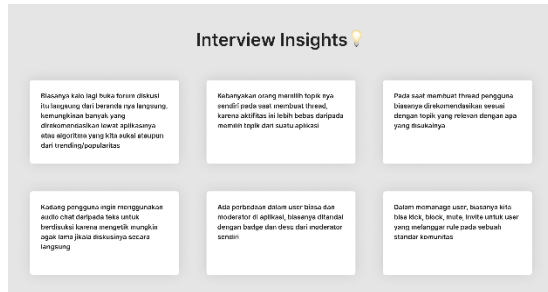 Interview Insights💡
Biasanya kalo lagi buka forum diskusi
itu langsung dari beranda nya langsung,
kemungkinan banyak yang
direkomendasikan lewat aplikasinya
atau algoritma yang kita sukai ataupun
dari trending/popularitas
Kebanyakan orang memilih topik nya
sendiri pada saat membuat thread,
karena aktifitas ini lebih bebas daripada
memilih topik dari suatu aplikasi
Pada saat membuat thread pengguna
biasanya direkomendasikan sesuai
dengan topik yang relevan dengan apa
yang disukainya
Kadang pengguna ingin menggunakan
audio chat daripada teks untuk
berdisuksi karena mengetik mungkin
agak lama jikala diskusinya secara
langsung
Ada perbedaan dalam user biasa dan
moderator di aplikasi, biasanya ditandai
dengan badge dan desc dari moderator
sendiri
Dalam memanage user, biasanya kita
bisa kick, block, mute, invite untuk user
yang melanggar rule pada sebuah
standar komunitas